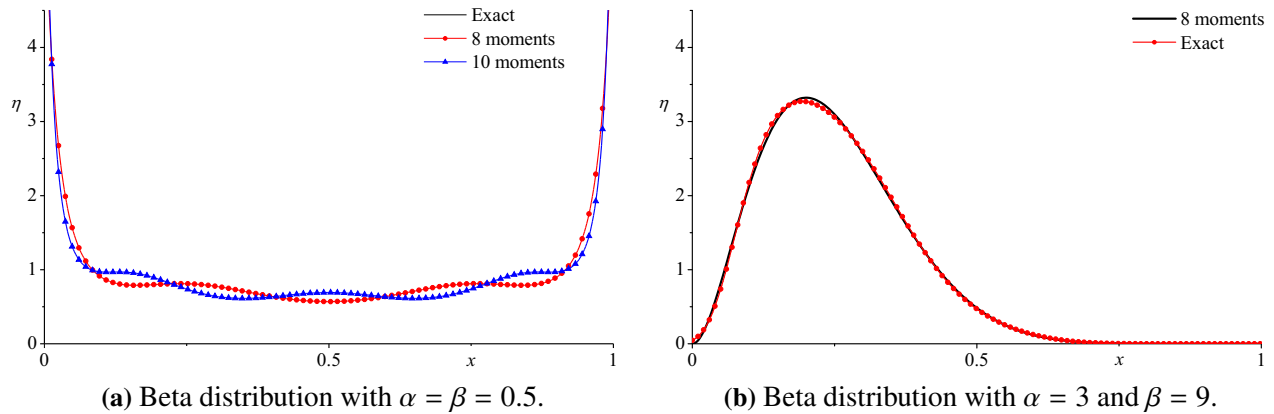 Exact
8 moments
10 moments
η
4
3
2
1
0
0
0.5
x
1
(a) Beta distribution with α = β = 0.5.
8 moments
Exact
η
4
3
2
1
0
0
0.5
x
1
(b) Beta distribution with α = 3 and β = 9.